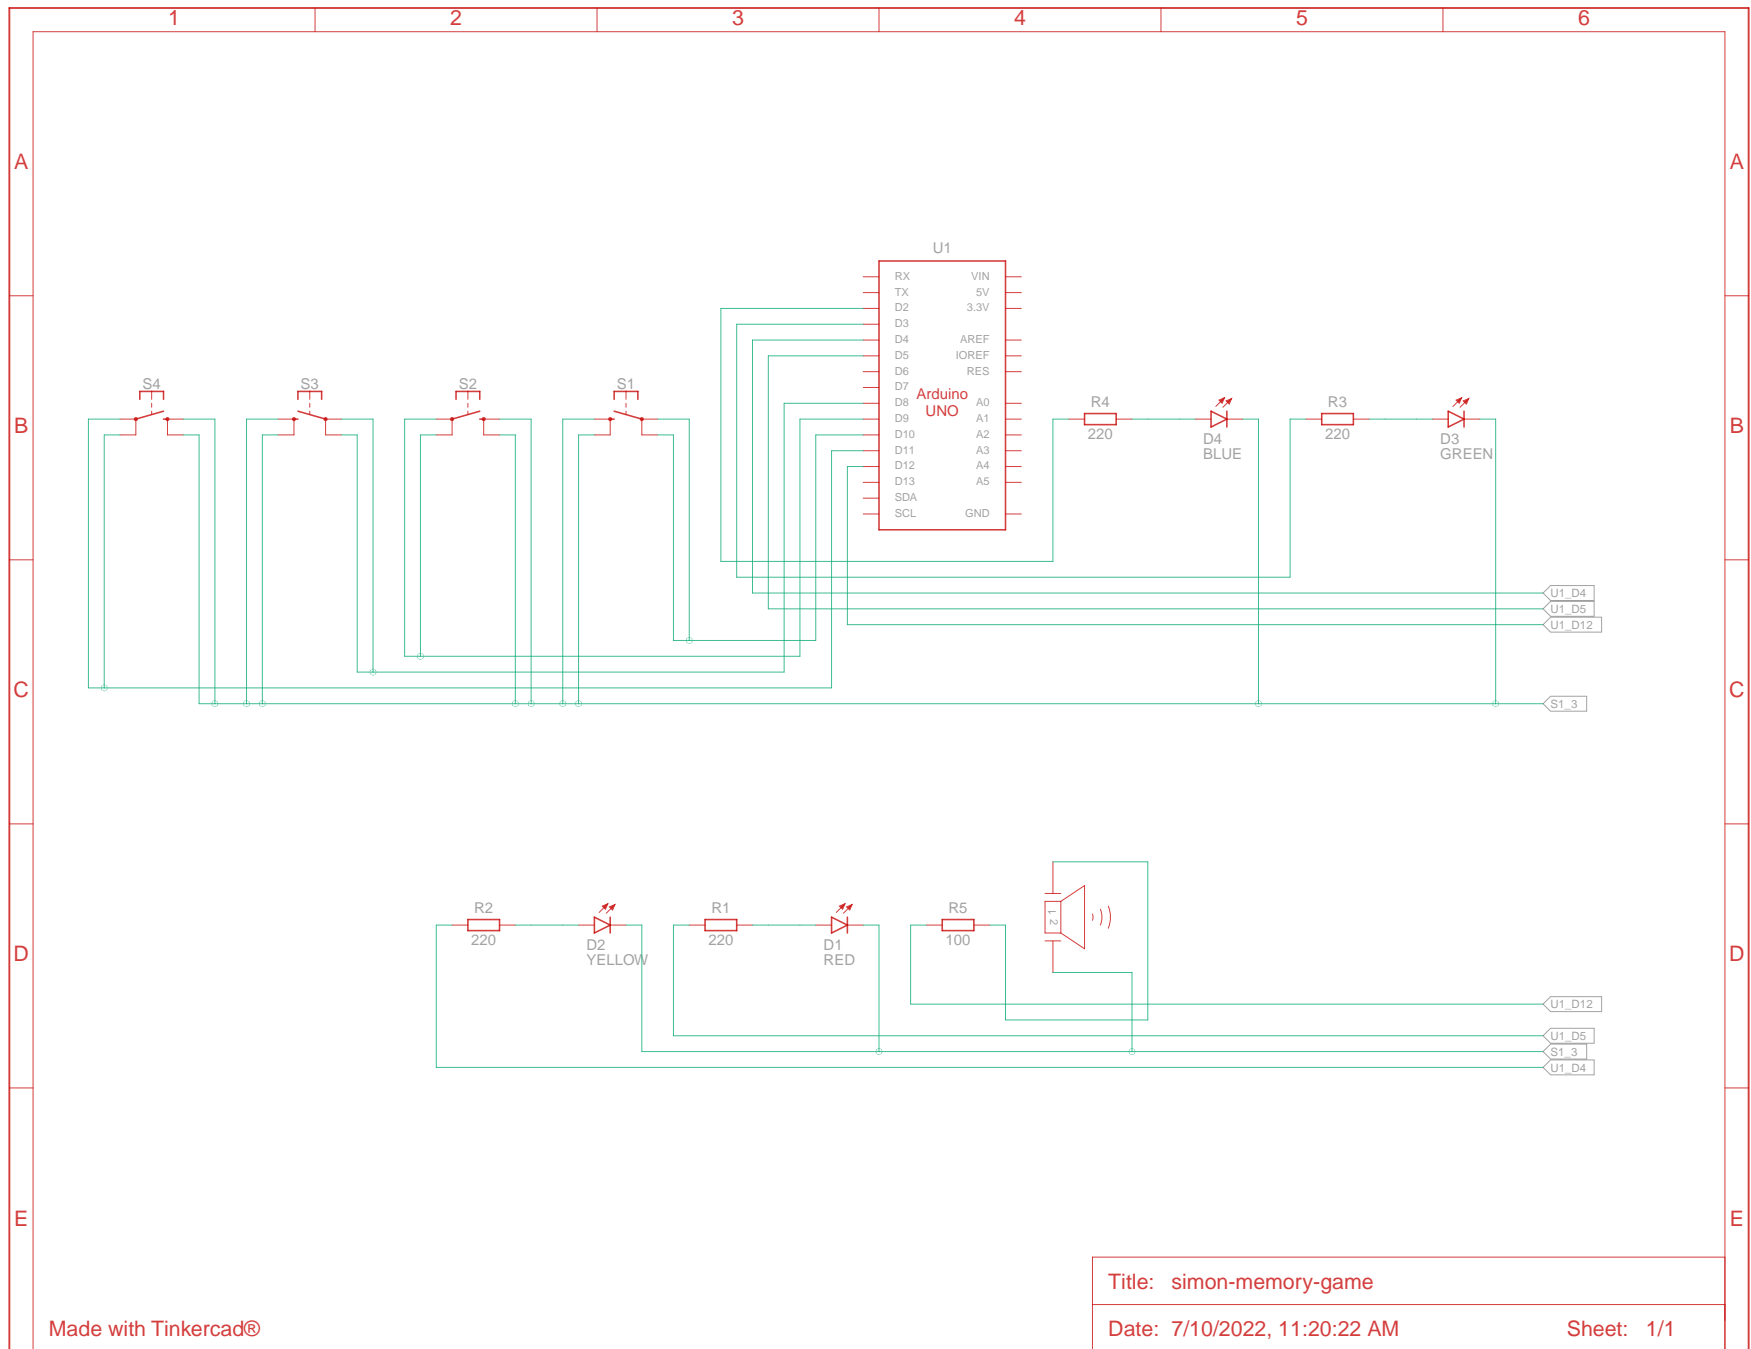 1 2 3 4 5 6
A A
U1
RX VIN
TX 5V
D2 3.3V
D3
D4 AREF
D5 IOREF
D6 RES
D7
Arduino
UNO
D8 A0
D9 A1
D10 A2
D11 A3
D12 A4
D13 A5
SDA
SCL GND
S4 S3 S2 S1
R4 R3
220 220
D4 D3
BLUE GREEN
B B
U1_D4
U1_D5
U1_D12
C C
S1_3
R2 R1 R5
1 2
220 220 100
D2 D1
YELLOW RED
D D
U1_D12
U1_D5
S1_3
U1_D4
E E
Title: simon-memory-game
Made with Tinkercad®
Date: 7/10/2022, 11:20:22 AM Sheet: 1/1